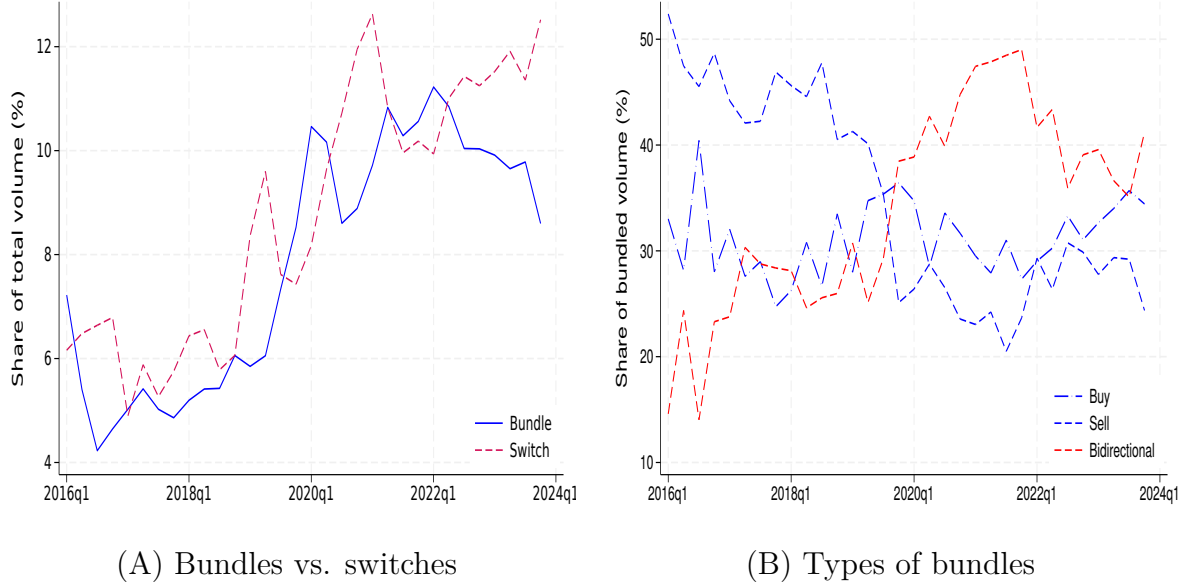 Share of total volume (%)
12
10
8
6
4
2016q1 2018q1 2020q1 2022q1 2024q1
Bundle
Switch
(A) Bundles vs. switches
Share of bundled volume (%)
50
40
30
20
10
2016q1 2018q1 2020q1 2022q1 2024q1
Buy
Sell
Bidirectional
(B) Types of bundles